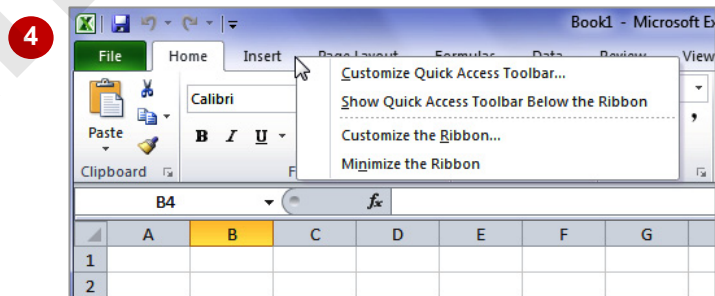 4
Book1 - Microsoft Ex
File Home Insert Page Layout Formulas Data Review View
Customize Quick Access Toolbar...
Show Quick Access Toolbar Below the Ribbon
Customize the Ribbon...
Minimize the Ribbon
Calibri
Paste
B I U
Clipboard F
B4 fx
A B C D E F G
1
2